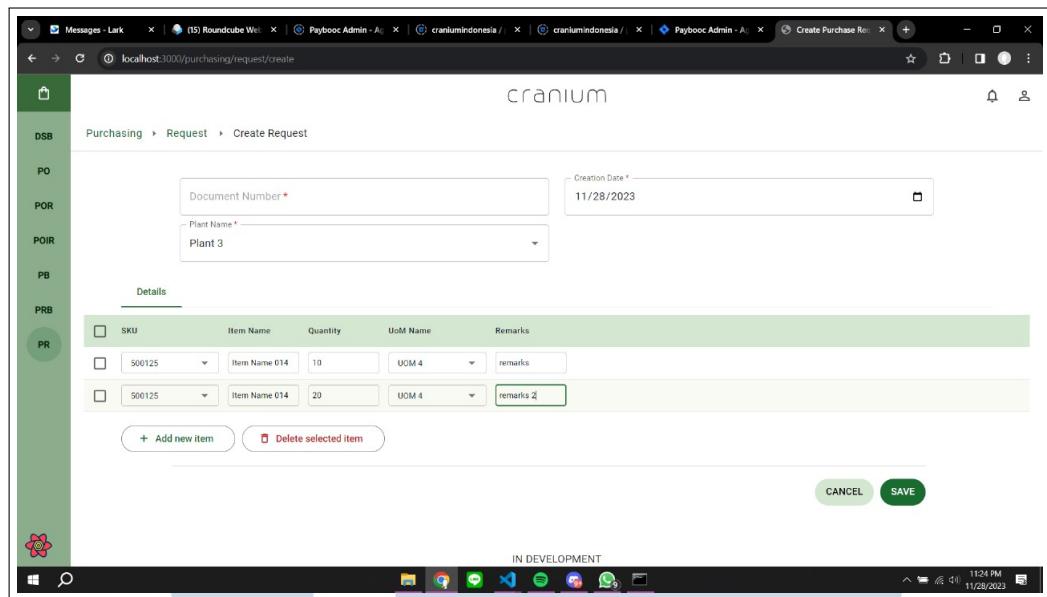 Messages - Lark
(15) Roundcube Web
Paybooc Admin - Ag
craniumindonesia /
craniumindonesia /
Paybooc Admin - Ag
Create Purchase Rec
localhost:3000/purchasing/request/create
cranium
Purchasing Request Create Request
DSB
PO
POR
POIR
PB
PRB
PR
Document Number *
Creation Date *
11/28/2023
Plant Name *
Plant 3
Details
SKU Item Name Quantity UoM Name Remarks
500125 Item Name 014 10 UOM 4 remarks
500125 Item Name 014 20 UOM 4 remarks 2
+ Add new item
Delete selected item
CANCEL
SAVE
IN DEVELOPMENT
11:24 PM
11/28/2023